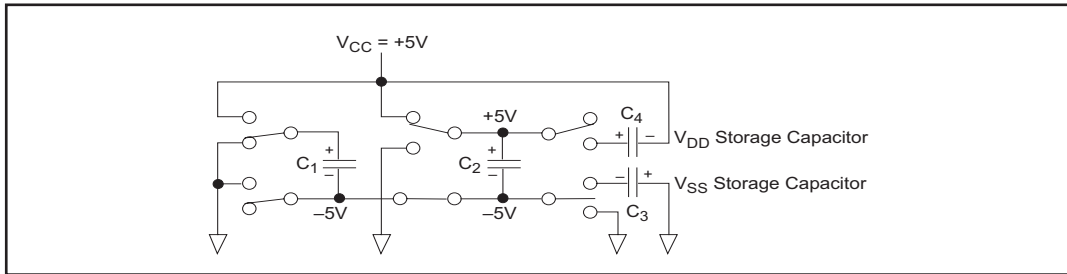 VCC = +5V
+5V
C4
+
–
VDD Storage Capacitor
+
C1
–
+
C2
–
–
+
VSS Storage Capacitor
C3
–5V
–5V